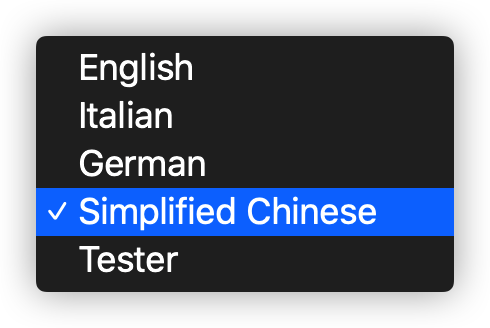 English
Italian
German
✓ Simplified Chinese
Tester